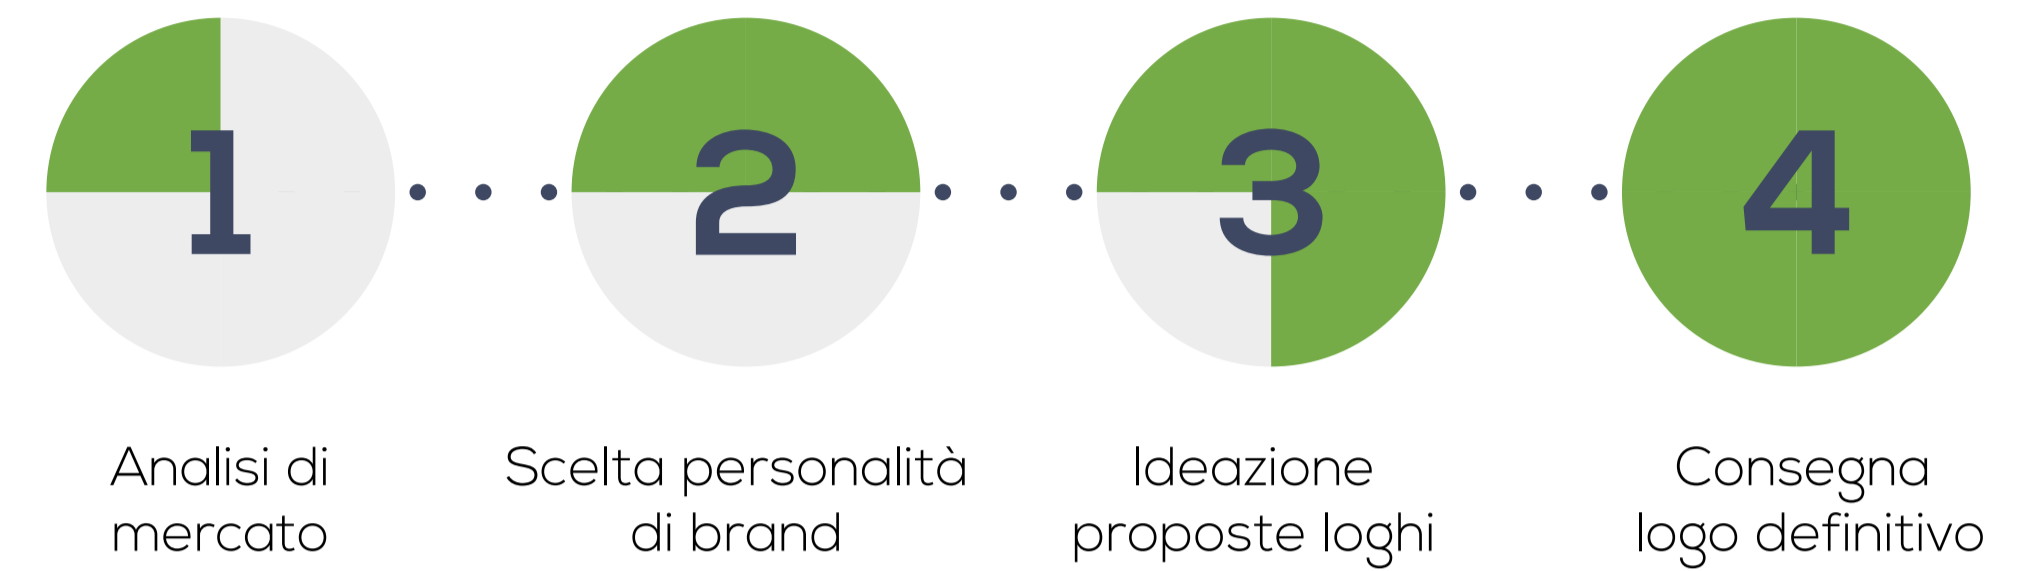 1
2
3
4
Analisi di
mercato
Scelta personalità
di brand
Ideazione
proposte loghi
Consegna
logo definitivo